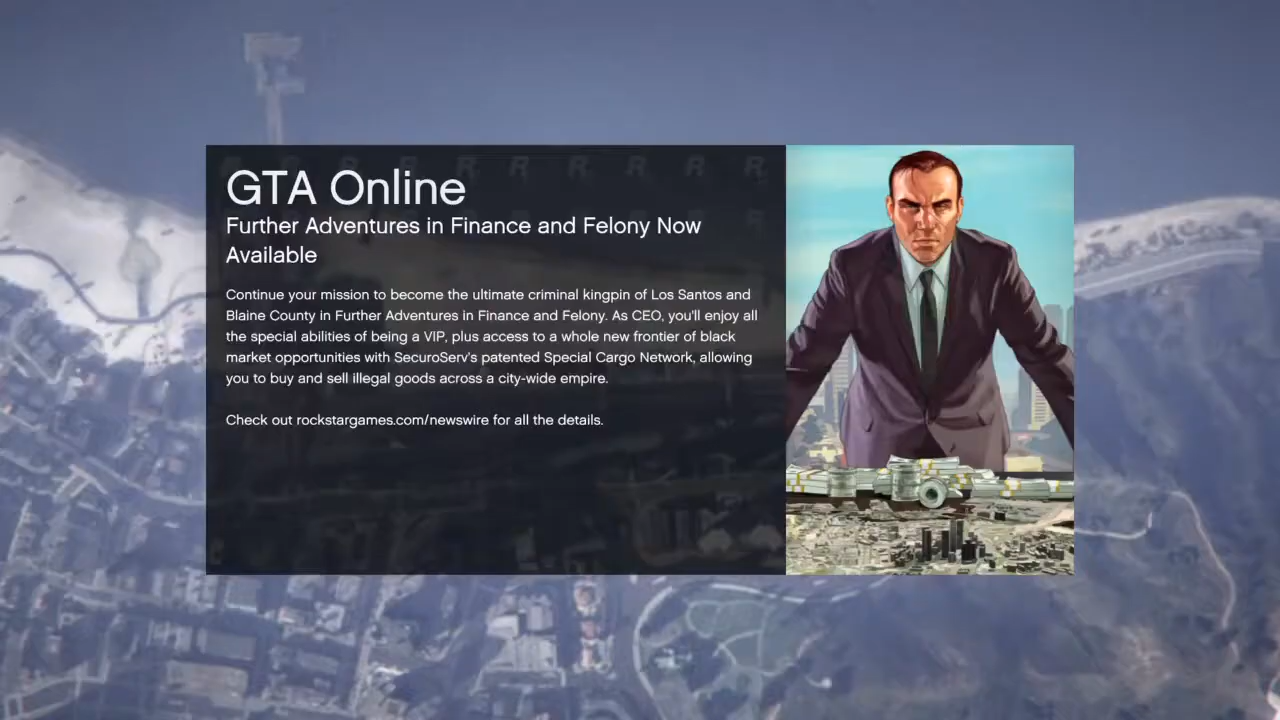 GTA Online
Further Adventures in Finance and Felony Now
Available
Continue your mission to become the ultimate criminal kingpin of Los Santos and
Blaine County in Further Adventures in Finance and Felony. As CEO, you'll enjoy all
the special abilities of being a VIP, plus access to a whole new frontier of black
market opportunities with SecuroServ's patented Special Cargo Network, allowing
you to buy and sell illegal goods across a city-wide empire.
Check out rockstargames.com/newswire for all the details.